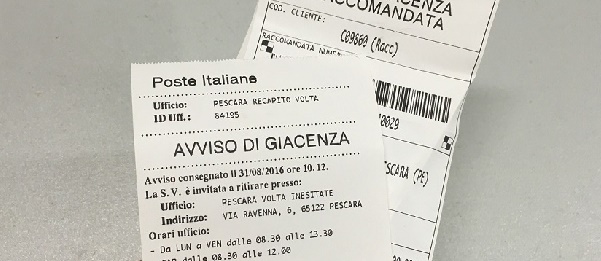 GIACENZA
RACCOMANDATA
COD. CLIENTE:
C09660 (Racc)
RACCOMANDATA
0029
PESCARA (PE)
Poste Italiane
Ufficio: PESCARA RECAPITO VOLTA
ID Uff.: 84195
AVVISO DI GIACENZA
Avviso consegnato il 31/08/2016 ore 10.12.
La S.V. è invitata a ritirare presso:
Ufficio: PESCARA VOLTA INESITATE
Indirizzo: VIA RAVENNA, 6, 65122 PESCARA
Orari ufficio:
- Da LUN a VEN dalle 08.30 alle 13.30
dalle 08.30 alle 12.00